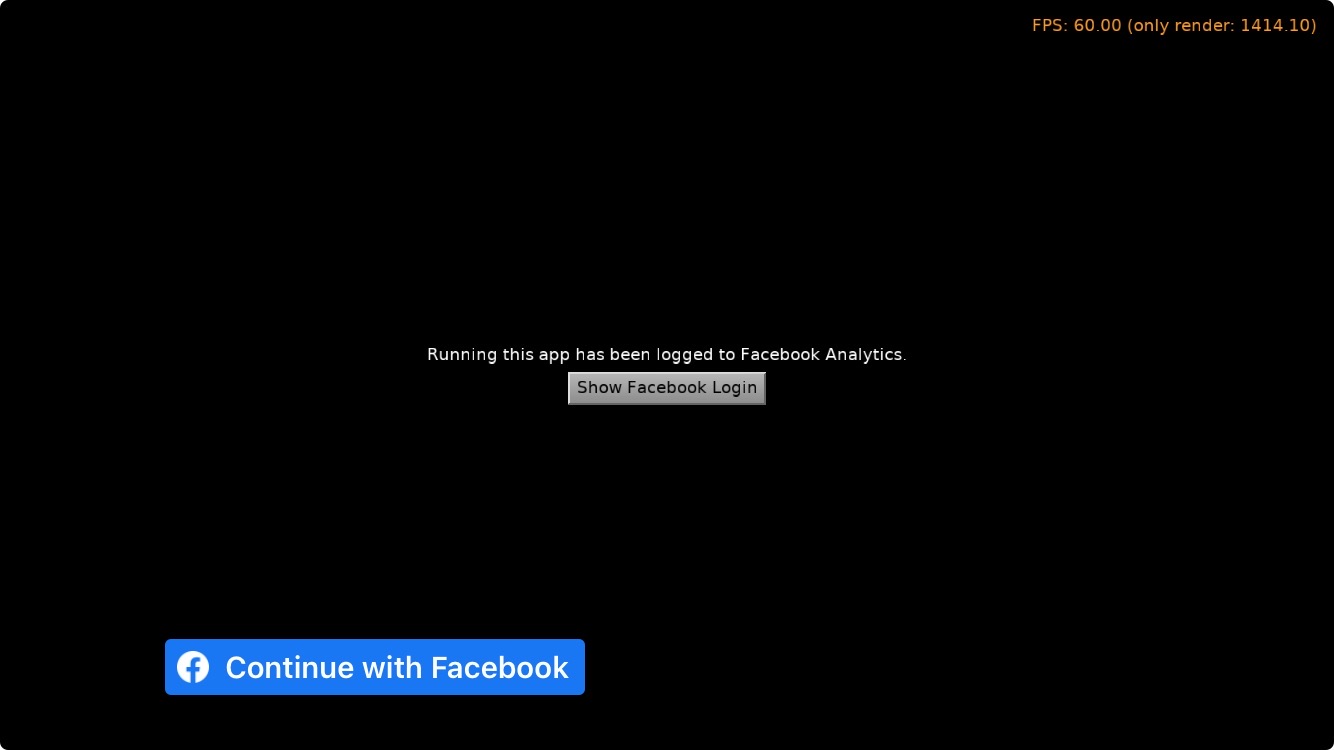 FPS: 60.00 (only render: 1414.10)
Running this app has been logged to Facebook Analytics.
Show Facebook Login
Continue with Facebook